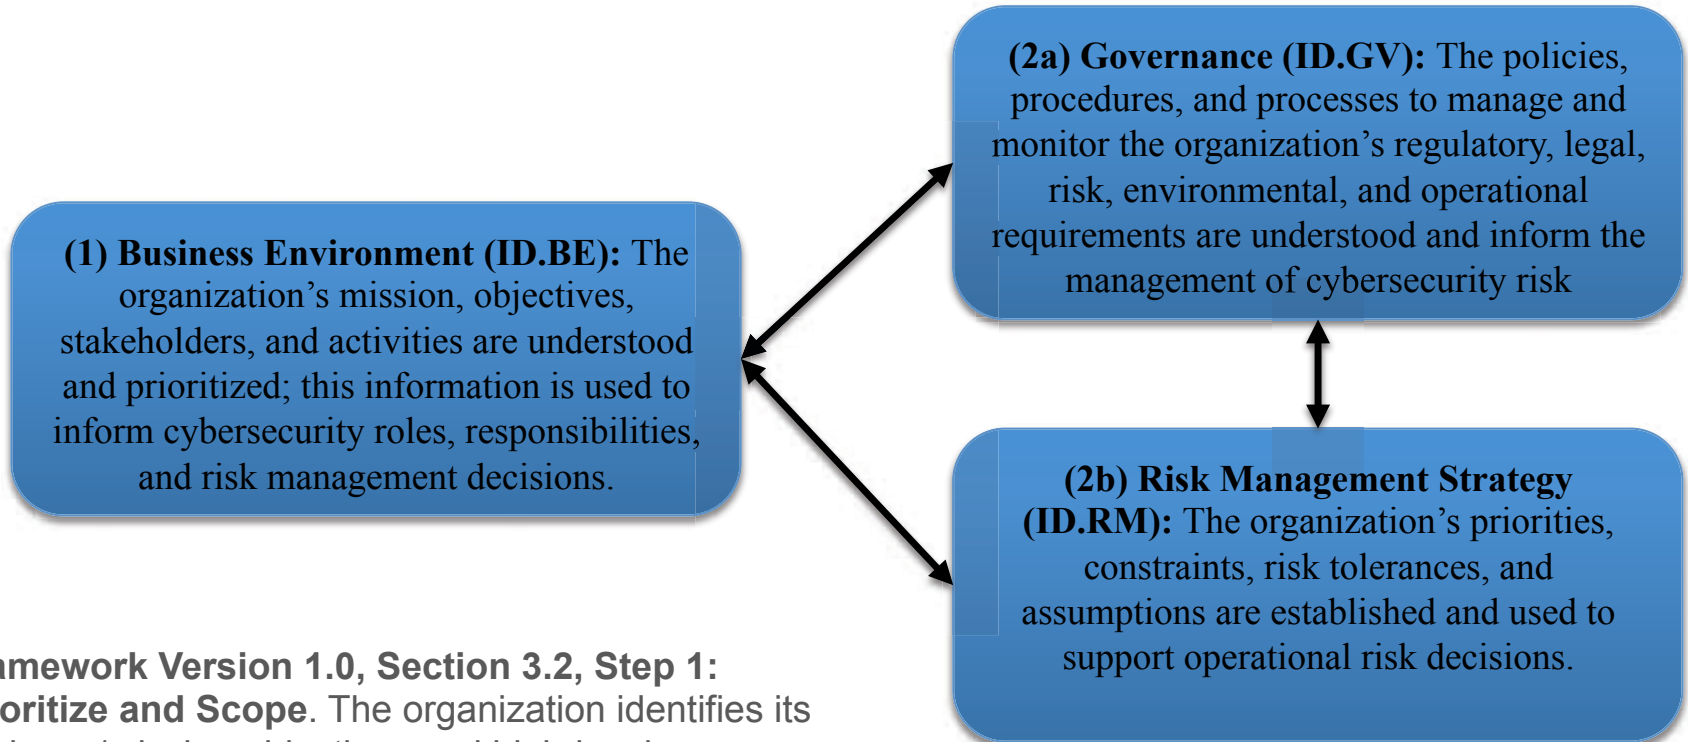 (2a) Governance (ID.GV): The policies,
procedures, and processes to manage and
monitor the organization’s regulatory, legal,
risk, environmental, and operational
requirements are understood and inform the
management of cybersecurity risk
(1) Business Environment (ID.BE): The
organization’s mission, objectives,
stakeholders, and activities are understood
and prioritized; this information is used to
inform cybersecurity roles, responsibilities,
and risk management decisions.
(2b) Risk Management Strategy
(ID.RM): The organization’s priorities,
constraints, risk tolerances, and
assumptions are established and used to
support operational risk decisions.
amework Version 1.0, Section 3.2, Step 1:
oritize and Scope. The organization identifies its